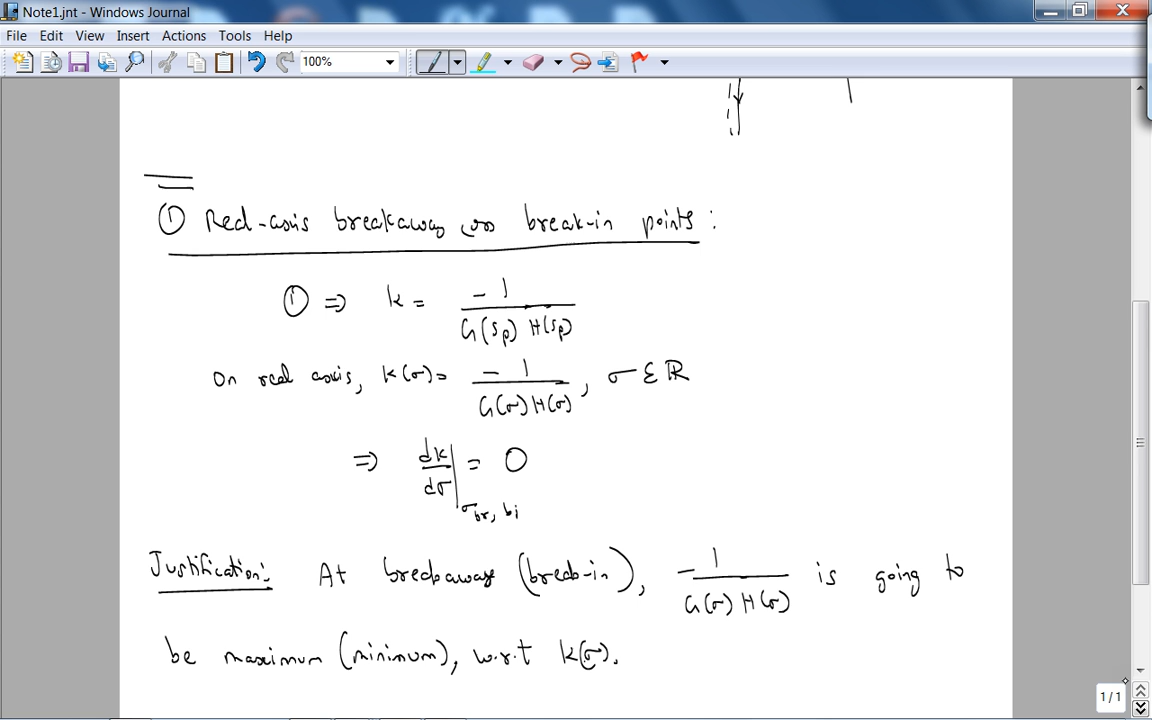 Note1.jnt - Windows Journal
File Edit View Insert Actions Tools Help
100%
① Real-axis breakaway or break-in points :
① ⇒ k = -1 / G(sp) H(sp)
On real axis, k(σ) = -1 / G(σ) H(σ) , σ ∈ ℝ
⇒ dk/dσ | σbr, bi = 0
Justification: At breakaway (break-in), -1 / G(σ) H(σ) is going to
be maximum (minimum), w.r.t k(σ).
1 / 1